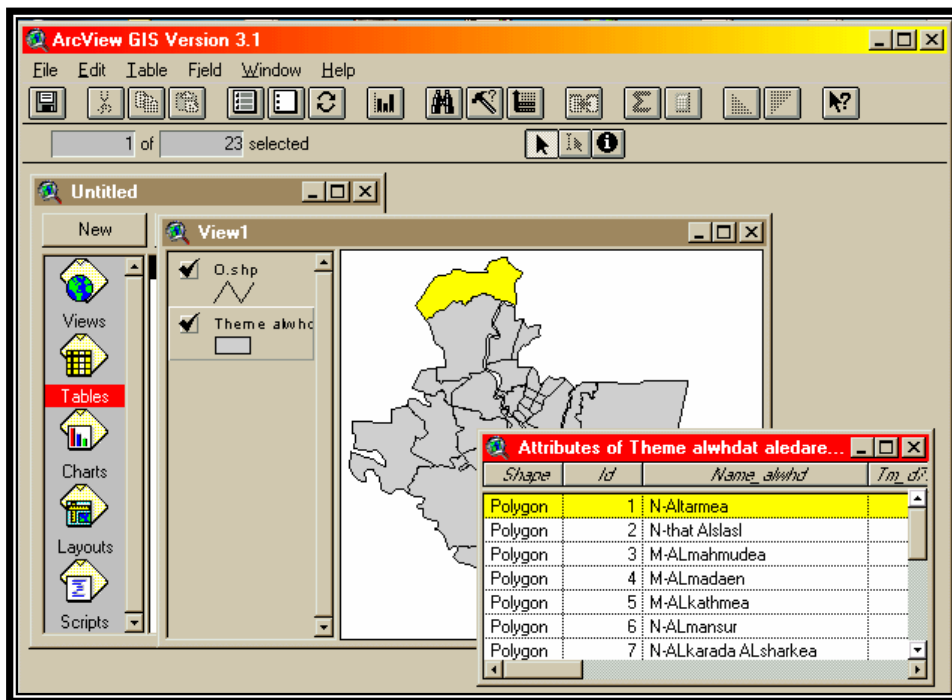 ArcView GIS Version 3.1
File Edit Table Field Window Help
1 of 23 selected
Untitled
New
Views
Tables
Charts
Layouts
Scripts
View1
O.shp
Theme alwhd
Attributes of Theme alwhdat aledare...
Shape Id Name_alwhd
Polygon 1 N-Altarmea
Polygon 2 N-that Alslasl
Polygon 3 M-ALmahmudea
Polygon 4 M-ALmadaen
Polygon 5 M-ALkathmea
Polygon 6 N-ALmansur
Polygon 7 N-ALkarada ALsharkea